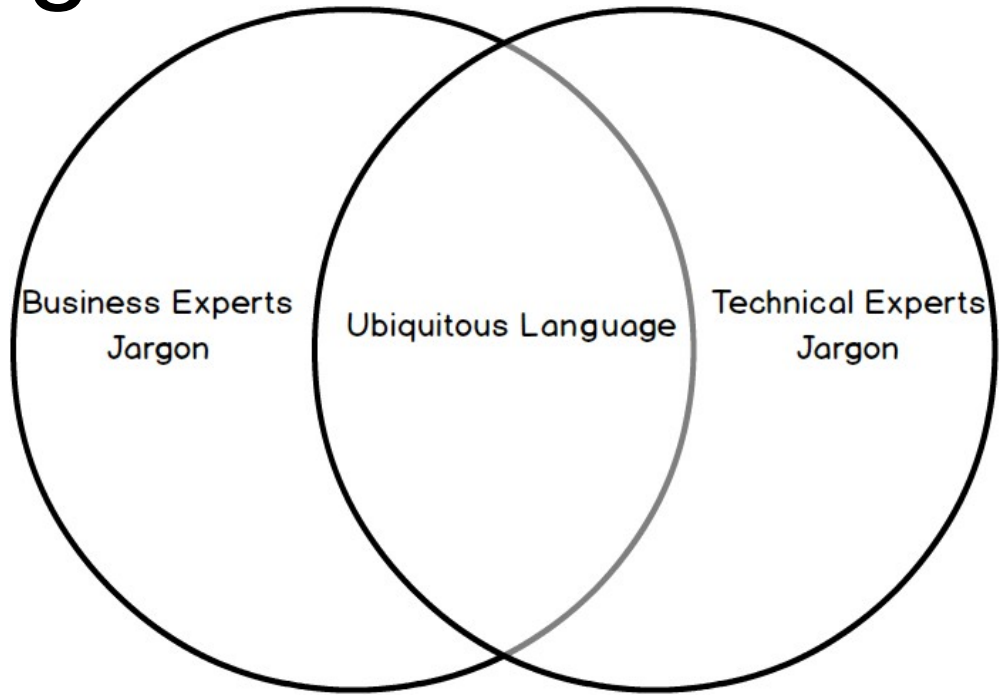 Business Experts
Jargon
Ubiquitous Language
Technical Experts
Jargon